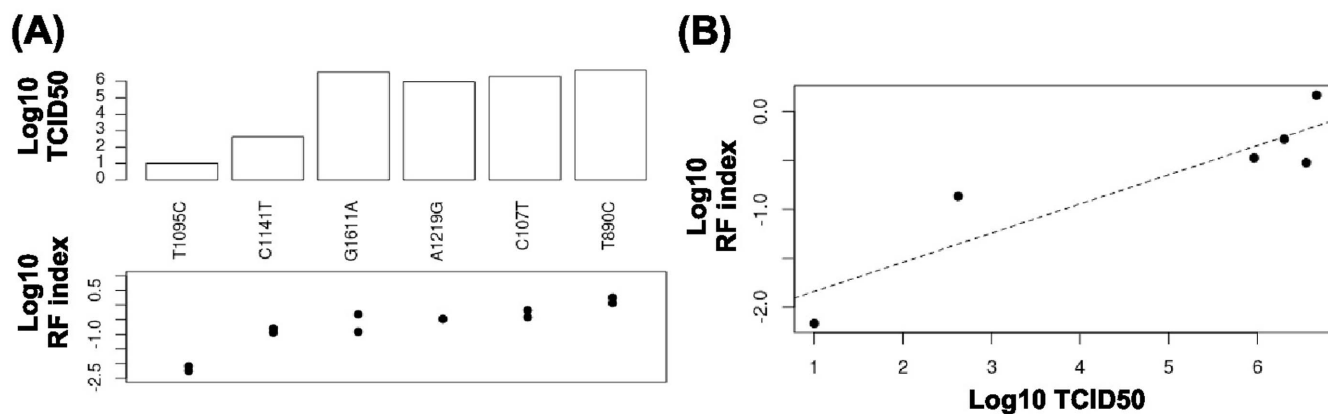 (A)
Log10
TCID50
6
5
4
3
2
1
0
T1095C
C1141T
G1611A
A1219G
C107T
T890C
Log10
RF index
0.5
-1.0
-2.5
(B)
Log10
RF index
0.0
-1.0
-2.0
1 2 3 4 5 6
Log10 TCID50